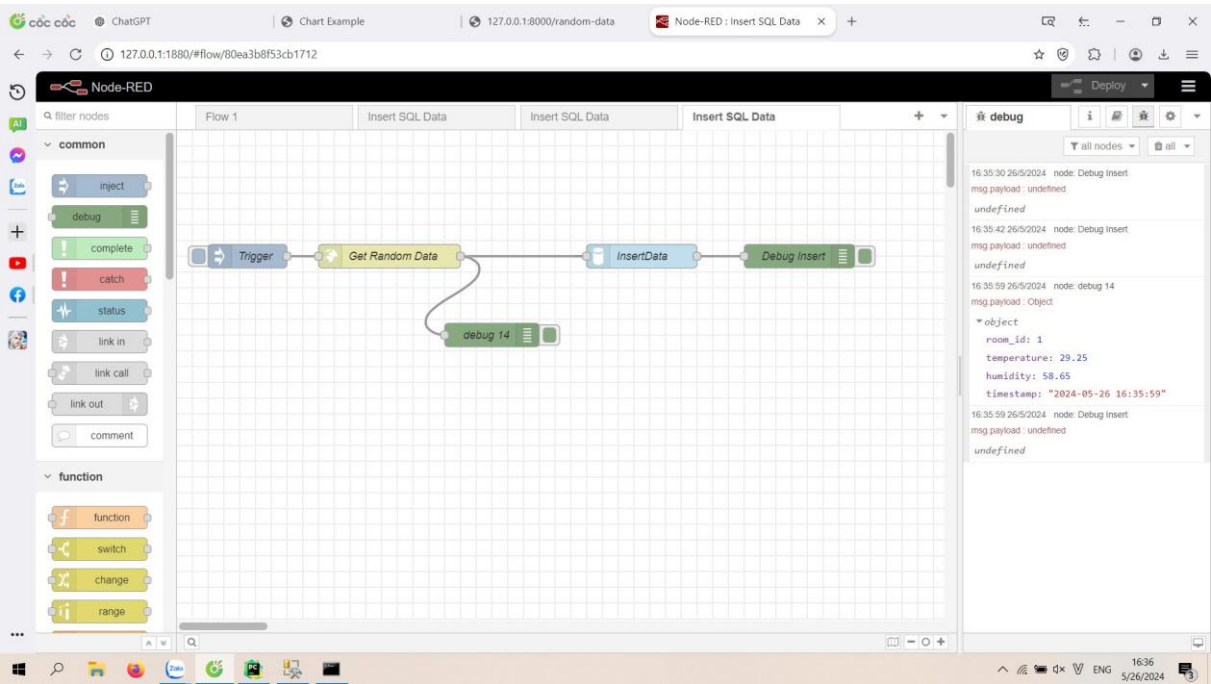 cốc cốc
ChatGPT
Chart Example
127.0.0.1:8000/random-data
Node-RED : Insert SQL Data
127.0.0.1:1880/#flow/80ea3b8f53cb1712
Node-RED
Deploy
filter nodes
Flow 1
Insert SQL Data
Insert SQL Data
Insert SQL Data
debug
all nodes
all
common
inject
debug
complete
catch
status
link in
link call
link out
comment
function
function
switch
change
range
Trigger
Get Random Data
InsertData
Debug Insert
debug 14
16:35:30 26/5/2024 node: Debug Insert
msg.payload : undefined
undefined
16:35:42 26/5/2024 node: Debug Insert
msg.payload : undefined
undefined
16:35:59 26/5/2024 node: debug 14
msg.payload : Object
object
room_id: 1
temperature: 29.25
humidity: 58.65
timestamp: "2024-05-26 16:35:59"
16:35:59 26/5/2024 node: Debug Insert
msg.payload : undefined
undefined
AI
Zalo
Zalo
PC
ENG
16:36
5/26/2024
3